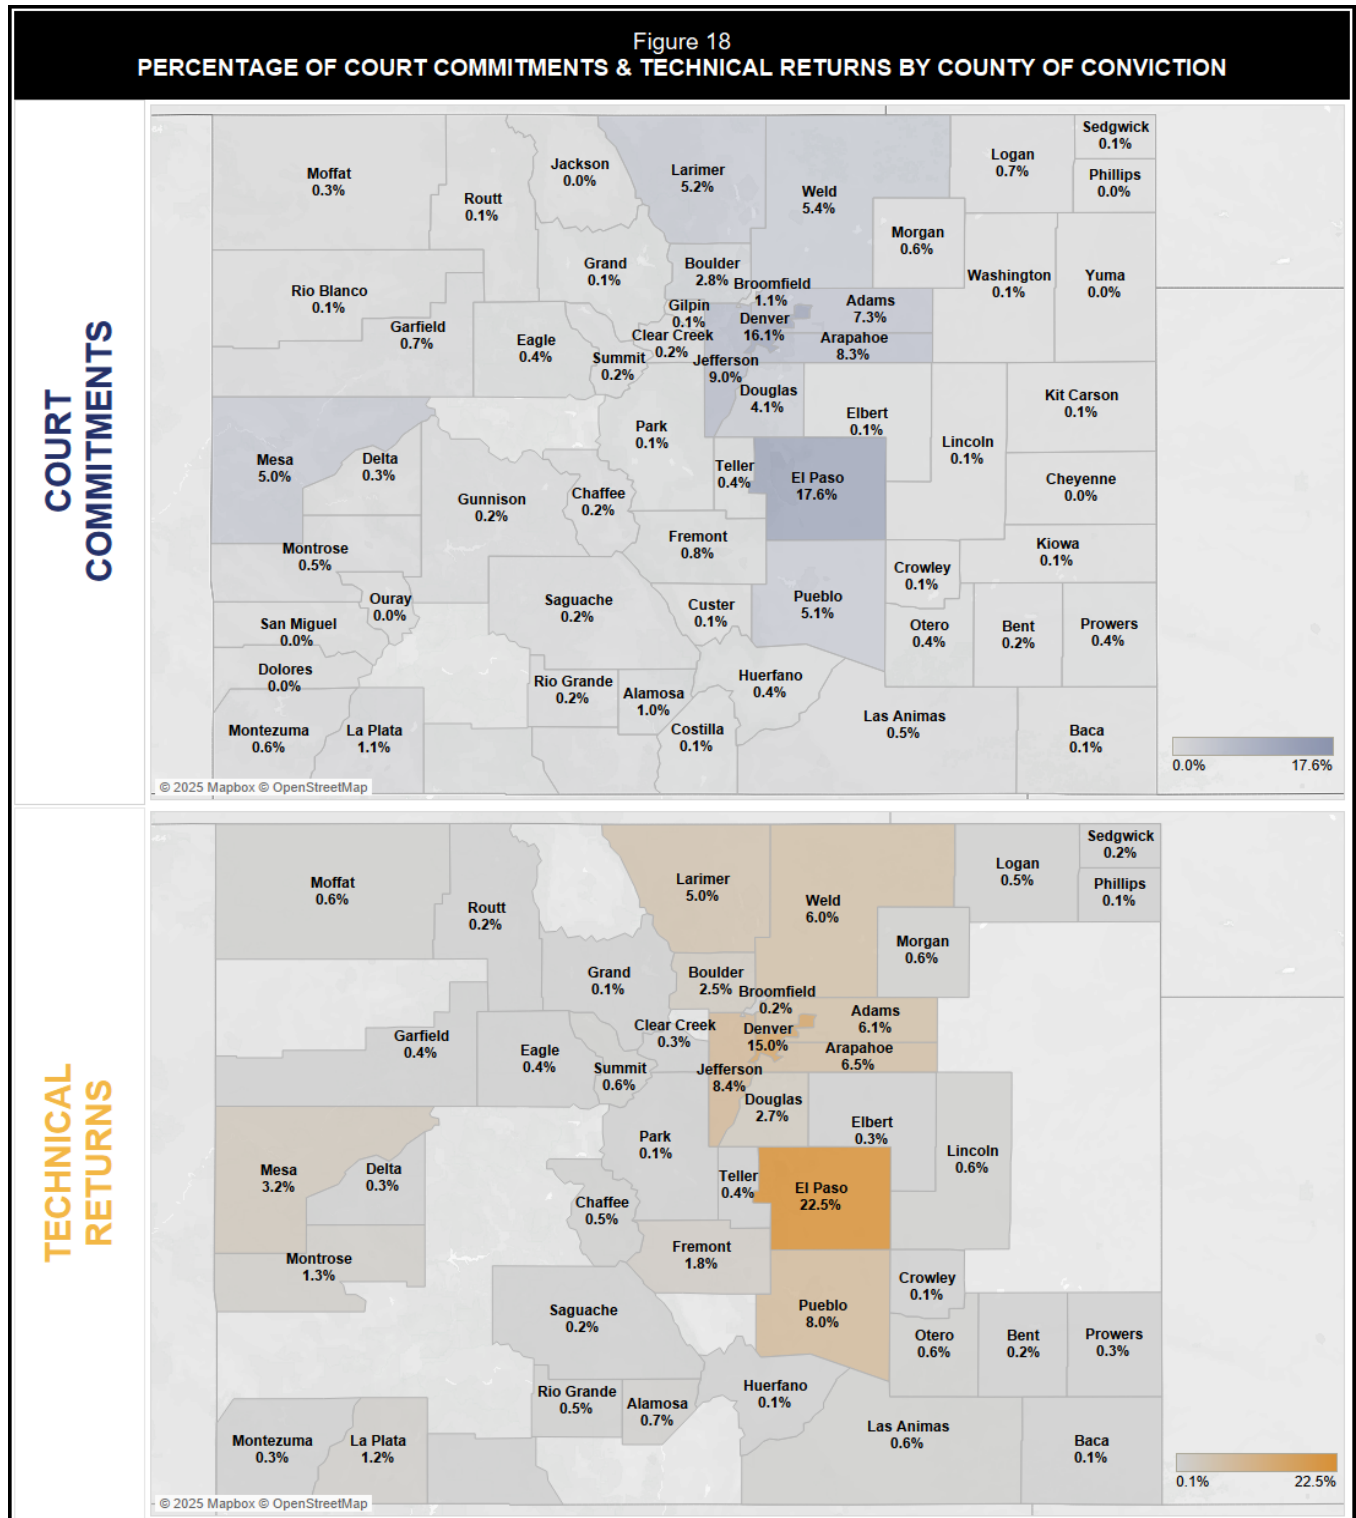 Figure 18
PERCENTAGE OF COURT COMMITMENTS & TECHNICAL RETURNS BY COUNTY OF CONVICTION
COURT
COMMITMENTS
Moffat
0.3%
Routt
0.1%
Jackson
0.0%
Larimer
5.2%
Weld
5.4%
Logan
0.7%
Sedgwick
0.1%
Phillips
0.0%
Morgan
0.6%
Rio Blanco
0.1%
Grand
0.1%
Boulder
2.8%
Broomfield
1.1%
Washington
0.1%
Yuma
0.0%
Garfield
0.7%
Eagle
0.4%
Gilpin
0.1%
Clear Creek
0.2%
Summit
0.2%
Denver
16.1%
Adams
7.3%
Arapahoe
8.3%
Jefferson
9.0%
Douglas
4.1%
Elbert
0.1%
Kit Carson
0.1%
Lincoln
0.1%
Park
0.1%
Mesa
5.0%
Delta
0.3%
Gunnison
0.2%
Chaffee
0.2%
Teller
0.4%
El Paso
17.6%
Cheyenne
0.0%
Montrose
0.5%
Fremont
0.8%
Kiowa
0.1%
Crowley
0.1%
Ouray
0.0%
Saguache
0.2%
Custer
0.1%
Pueblo
5.1%
San Miguel
0.0%
Otero
0.4%
Bent
0.2%
Prowers
0.4%
Dolores
0.0%
Rio Grande
0.2%
Alamosa
1.0%
Huerfano
0.4%
Montezuma
0.6%
La Plata
1.1%
Costilla
0.1%
Las Animas
0.5%
Baca
0.1%
0.0% 17.6%
© 2025 Mapbox © OpenStreetMap
TECHNICAL
RETURNS
Moffat
0.6%
Routt
0.2%
Larimer
5.0%
Weld
6.0%
Logan
0.5%
Sedgwick
0.2%
Phillips
0.1%
Morgan
0.6%
Grand
0.1%
Boulder
2.5%
Broomfield
0.2%
Garfield
0.4%
Eagle
0.4%
Clear Creek
0.3%
Summit
0.6%
Denver
15.0%
Adams
6.1%
Arapahoe
6.5%
Jefferson
8.4%
Douglas
2.7%
Elbert
0.3%
Lincoln
0.6%
Park
0.1%
Mesa
3.2%
Delta
0.3%
Chaffee
0.5%
Teller
0.4%
El Paso
22.5%
Montrose
1.3%
Fremont
1.8%
Crowley
0.1%
Saguache
0.2%
Pueblo
8.0%
Otero
0.6%
Bent
0.2%
Prowers
0.3%
Rio Grande
0.5%
Alamosa
0.7%
Huerfano
0.1%
Montezuma
0.3%
La Plata
1.2%
Las Animas
0.6%
Baca
0.1%
0.1% 22.5%
© 2025 Mapbox © OpenStreetMap